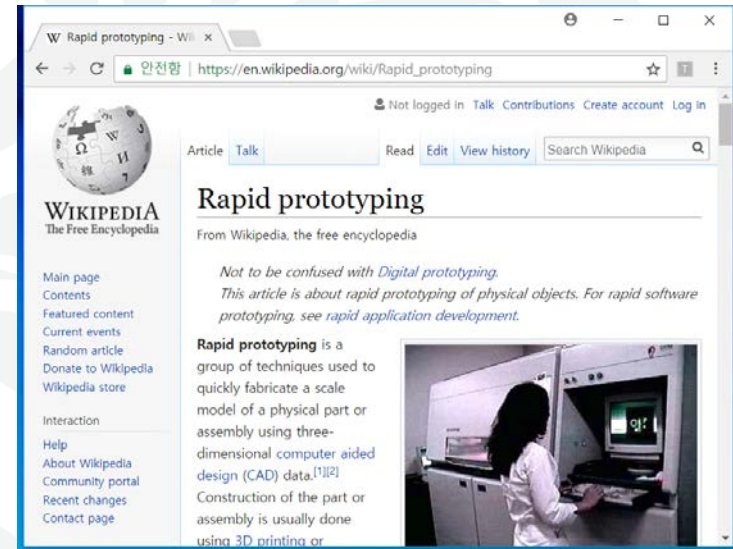 Rapid prototyping - Wi
안전함 | https://en.wikipedia.org/wiki/Rapid_prototyping
Not logged in Talk Contributions Create account Log in
Article Talk Read Edit View history Search Wikipedia
WIKIPEDIA
The Free Encyclopedia
Rapid prototyping
From Wikipedia, the free encyclopedia
Not to be confused with Digital prototyping.
This article is about rapid prototyping of physical objects. For rapid software
prototyping, see rapid application development.
Main page
Contents
Featured content
Current events
Random article
Donate to Wikipedia
Wikipedia store
Interaction
Help
About Wikipedia
Community portal
Recent changes
Contact page
Rapid prototyping is a
group of techniques used to
quickly fabricate a scale
model of a physical part or
assembly using three-
dimensional computer aided
design (CAD) data.[1][2]
Construction of the part or
assembly is usually done
using 3D printing or